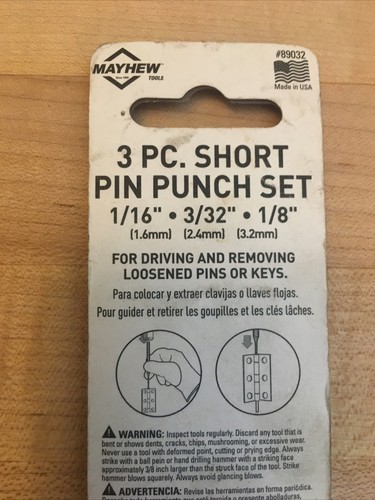 MAYHEW
TOOLS
#89032
Made in USA
3 PC. SHORT
PIN PUNCH SET
1/16" • 3/32" • 1/8"
(1.6mm) (2.4mm) (3.2mm)
FOR DRIVING AND REMOVING
LOOSENED PINS OR KEYS.
Para colocar y extraer clavijas o llaves flojas.
Pour guider et retirer les goupilles et les clés lâches.
WARNING: Inspect tools regularly. Discard any tool that is
bent or shows dents, cracks, chips, mushrooming, or excessive wear.
Never use a tool with deformed point, cutting or prying edge. Always
strike with a ball pein or hand drilling hammer with a striking face
approximately 3/8 inch larger than the struck face of the tool. Strike
hammer blows squarely. Always avoid glancing blows.
ADVERTENCIA: Revise las herramientas en forma periódica.